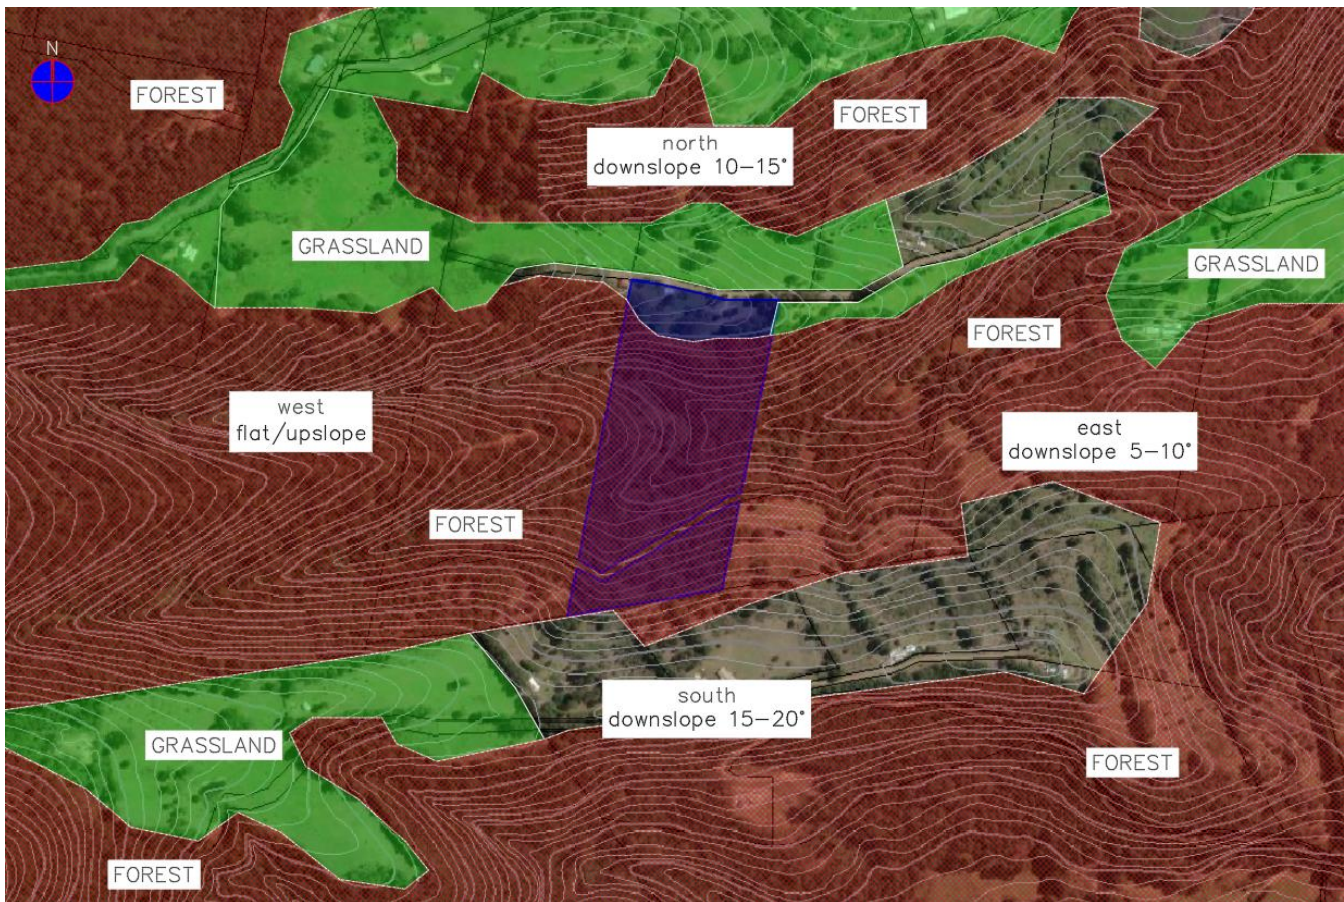 N
FOREST
FOREST
north
downslope 10-15°
GRASSLAND
GRASSLAND
FOREST
west
flat/upslope
east
downslope 5-10°
FOREST
south
downslope 15-20°
GRASSLAND
FOREST
FOREST